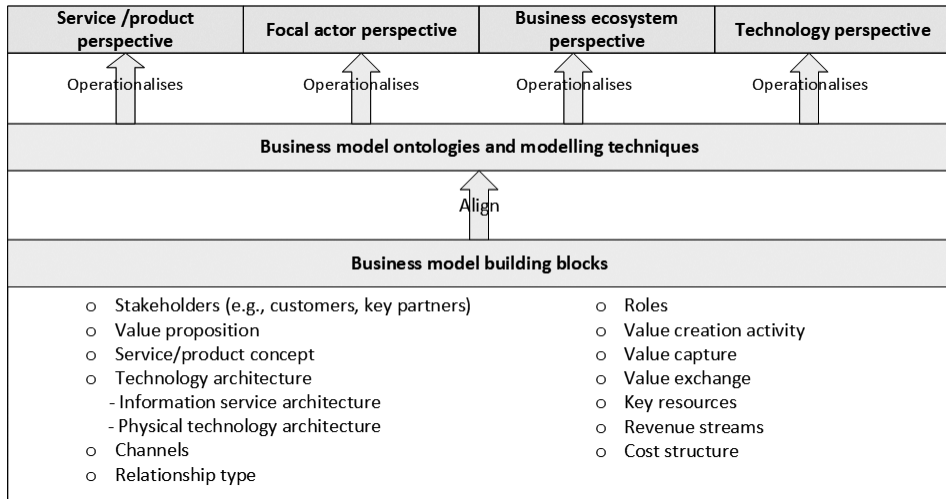 Service /product
perspective
Focal actor perspective
Business ecosystem
perspective
Technology perspective
Operationalises
Operationalises
Operationalises
Operationalises
Business model ontologies and modelling techniques
Align
Business model building blocks
o Stakeholders (e.g., customers, key partners)
o Value proposition
o Service/product concept
o Technology architecture
- Information service architecture
- Physical technology architecture
o Channels
o Relationship type
o Roles
o Value creation activity
o Value capture
o Value exchange
o Key resources
o Revenue streams
o Cost structure